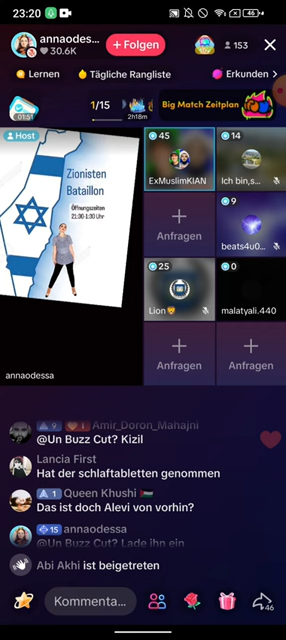 23:20
46
annaodes...
30.6K
+ Folgen
153
Lernen
Tägliche Rangliste
Erkunden
01:51
1/15
2h18m
Big Match Zeitplan
Host
45
14
Zionisten
Bataillon
Öffnungszeiten
21:30-1:30 Uhr
ExMuslimKIAN
Ich bin,s...
9
Anfragen
beats4u0...
25
0
Lion🦁
malatyali.440
Anfragen
Anfragen
annaodessa
9 1 Amir_Doron_Mahajni
@Un Buzz Cut? Kizil
Lancia First
Hat der schlaftabletten genommen
1 Queen Khushi 🇵🇸
Das ist doch Alevi von vorhin?
15 annaodessa
@Un Buzz Cut? Lade ihn ein
Abi Akhi ist beigetreten
Kommenta...
46